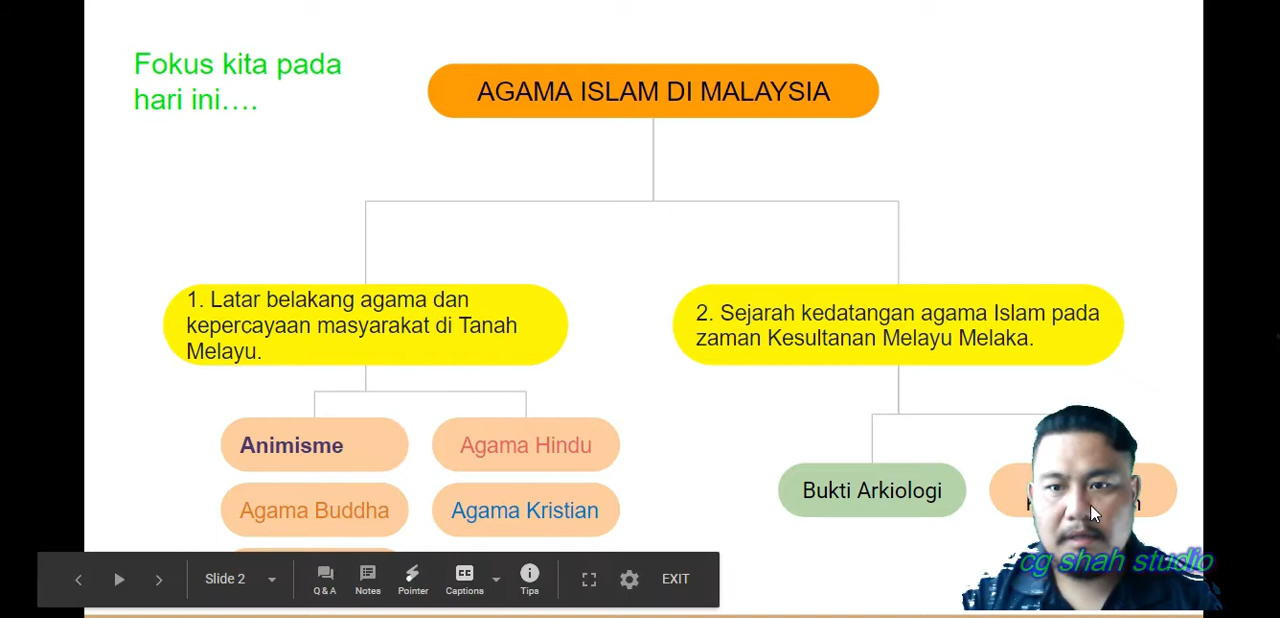 Fokus kita pada
hari ini….
AGAMA ISLAM DI MALAYSIA
1. Latar belakang agama dan
kepercayaan masyarakat di Tanah
Melayu.
2. Sejarah kedatangan agama Islam pada
zaman Kesultanan Melayu Melaka.
Animisme
Agama Hindu
Bukti Arkiologi
Agama Buddha
Agama Kristian
cg shah studio
Slide 2
Q & A
Notes
Pointer
CC
Captions
Tips
EXIT